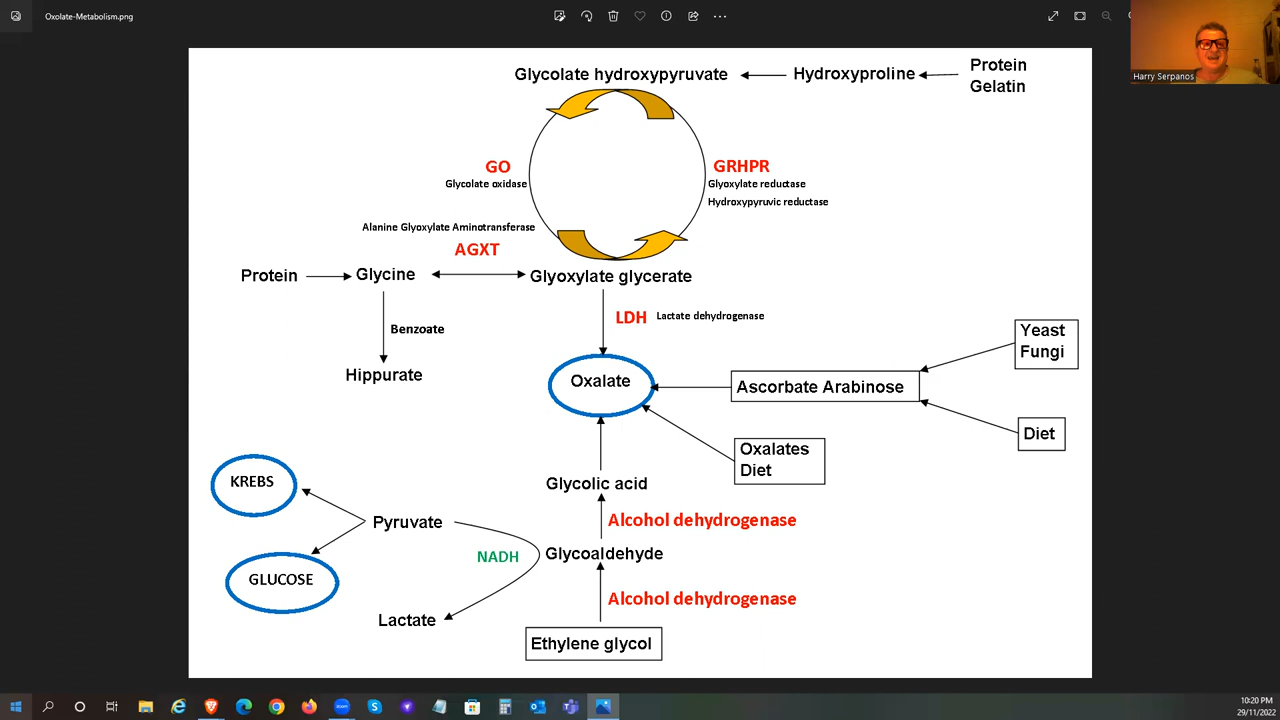 Oxolate-Metabolism.png
Harry Serpanos
Glycolate hydroxypyruvate
Hydroxyproline
Protein
Gelatin
GO
Glycolate oxidase
GRHPR
Glyoxylate reductase
Hydroxypyruvic reductase
Alanine Glyoxylate Aminotransferase
AGXT
Protein
Glycine
Glyoxylate glycerate
LDH
Lactate dehydrogenase
Benzoate
Hippurate
Yeast
Fungi
Oxalate
Ascorbate Arabinose
Diet
Oxalates
Diet
KREBS
Glycolic acid
Pyruvate
Alcohol dehydrogenase
NADH
Glycoaldehyde
GLUCOSE
Alcohol dehydrogenase
Lactate
Ethylene glycol
10:20 PM
29/11/2022